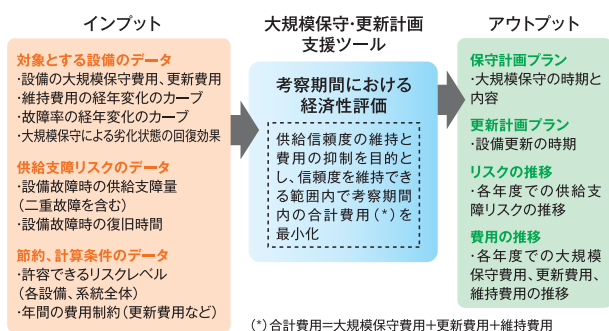 インプット
対象とする設備のデータ
・設備の大規模保守費用、更新費用
・維持費用の経年変化のカーブ
・故障率の経年変化のカーブ
・大規模保守による劣化状態の回復効果
供給支障リスクのデータ
・設備故障時の供給支障量
(二重故障を含む)
・設備故障時の復旧時間
節約、計算条件のデータ
・許容できるリスクレベル
(各設備、系統全体)
・年間の費用制約(更新費用など)
大規模保守・更新計画
支援ツール
考察期間における
経済性評価
供給信頼度の維持と
費用の抑制を目的と
し、信頼度を維持でき
る範囲内で考察期間
内の合計費用(*)を
最小化
アウトプット
保守計画プラン
・大規模保守の時期と
内容
更新計画プラン
・設備更新の時期
リスクの推移
・各年度での供給支
障リスクの推移
費用の推移
・各年度での大規模
保守費用、更新費用、
維持費用の推移
(*)合計費用=大規模保守費用+更新費用+維持費用